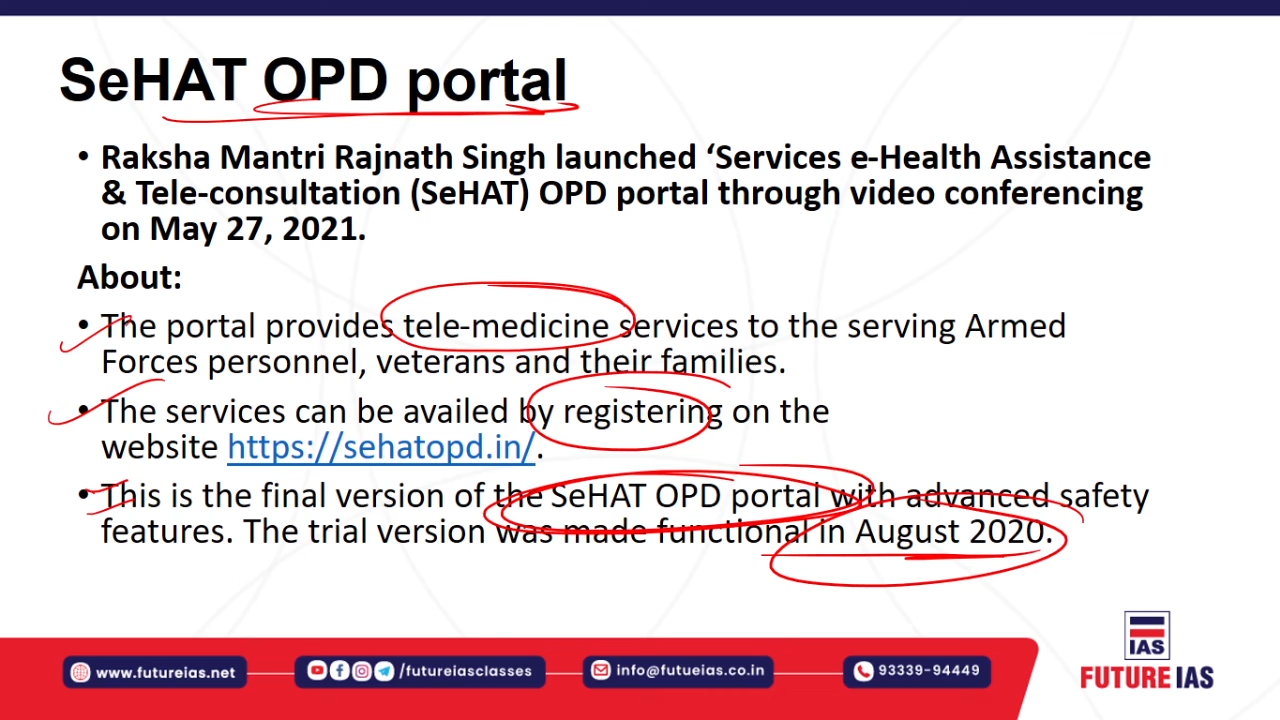 SeHAT OPD portal
• Raksha Mantri Rajnath Singh launched ‘Services e-Health Assistance
& Tele-consultation (SeHAT) OPD portal through video conferencing
on May 27, 2021.
About:
• The portal provides tele-medicine services to the serving Armed
Forces personnel, veterans and their families.
• The services can be availed by registering on the
website https://sehatopd.in/.
• This is the final version of the SeHAT OPD portal with advanced safety
features. The trial version was made functional in August 2020.
IAS
FUTURE IAS
www.futureias.net
/futureiasclasses
info@futueias.co.in
93339-94449